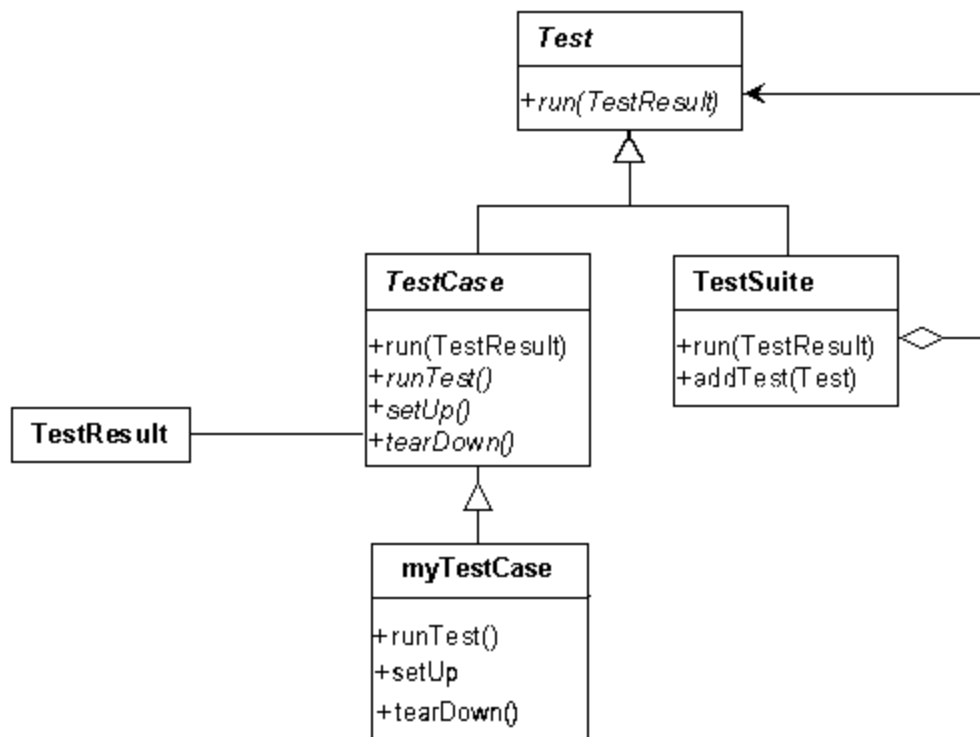 Test
+run(TestResult)
TestCase
+run(TestResult)
+runTest()
+setUp()
+tearDown()
TestSuite
+run(TestResult)
+addTest(Test)
TestResult
myTestCase
+runTest()
+setUp
+tearDown()